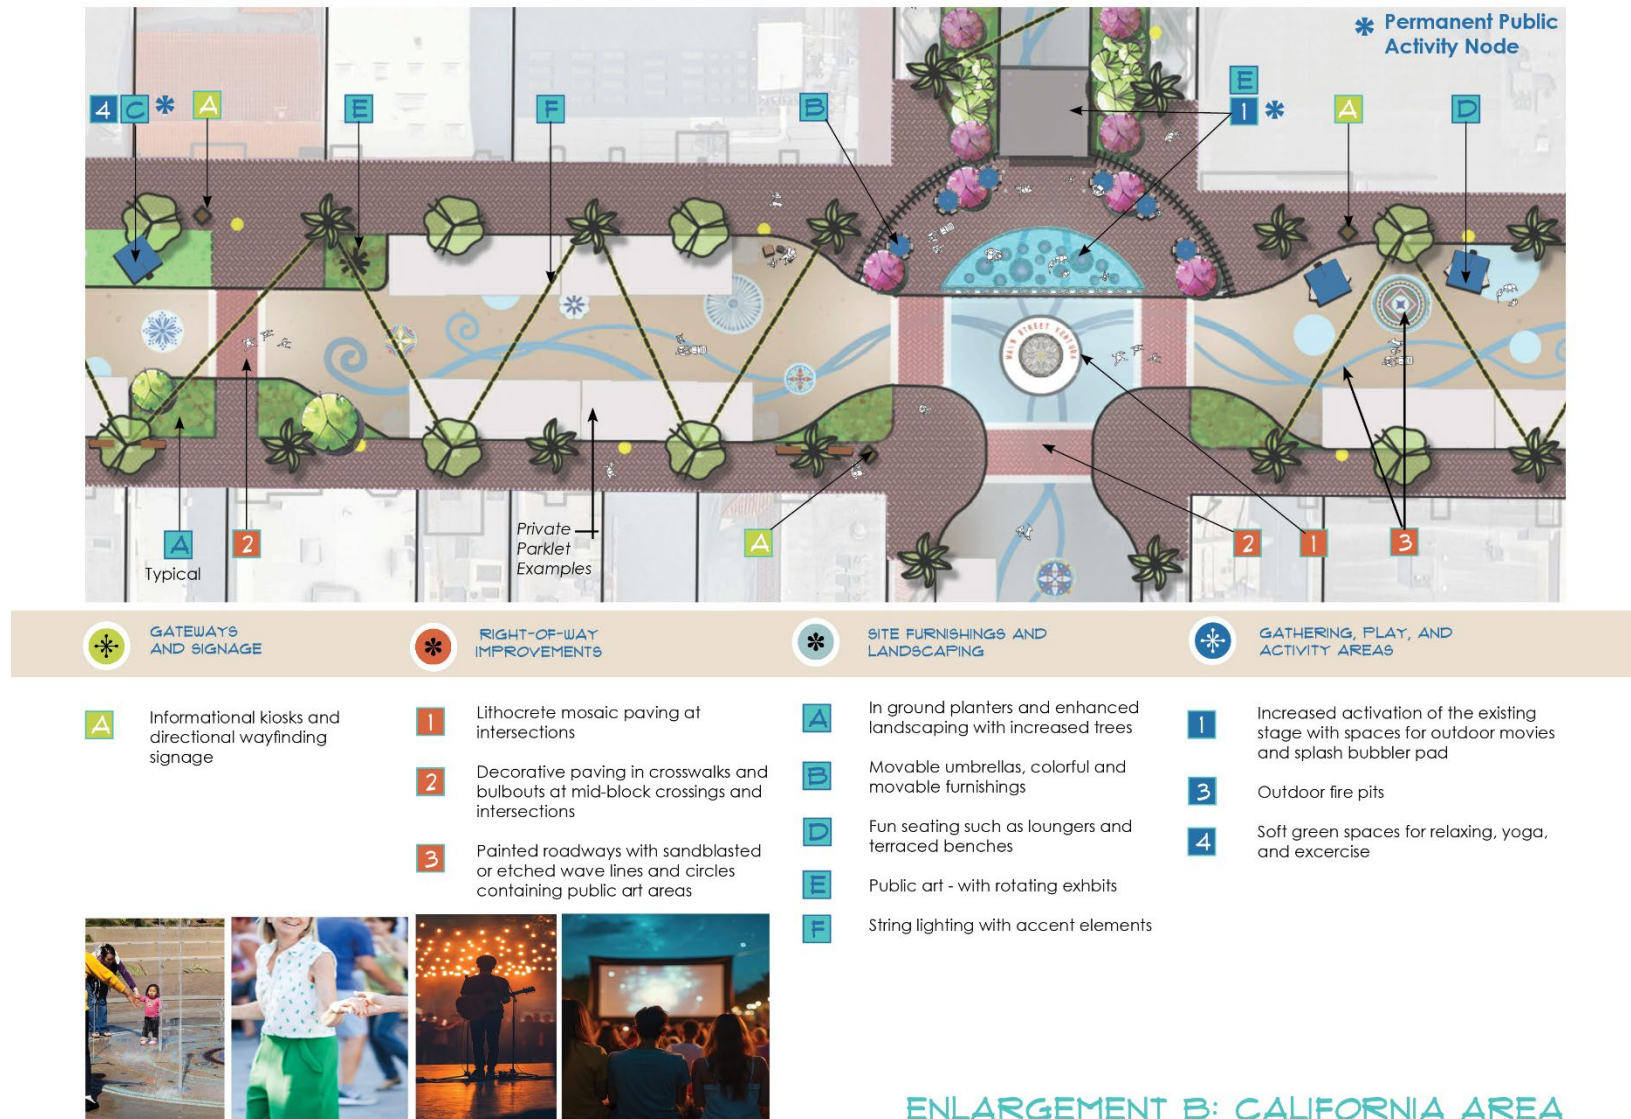 * Permanent Public
Activity Node
4 C * A
E
F
B
E
1 *
A
D
MAIN STREET VENTURA
A
Typical
2
Private
Parklet
Examples
A
2
1
3
GATEWAYS
AND SIGNAGE
A
Informational kiosks and
directional wayfinding
signage
RIGHT-OF-WAY
IMPROVEMENTS
1
Lithocrete mosaic paving at
intersections
2
Decorative paving in crosswalks and
bulbouts at mid-block crossings and
intersections
3
Painted roadways with sandblasted
or etched wave lines and circles
containing public art areas
SITE FURNISHINGS AND
LANDSCAPING
A
In ground planters and enhanced
landscaping with increased trees
B
Movable umbrellas, colorful and
movable furnishings
D
Fun seating such as loungers and
terraced benches
E
Public art - with rotating exhbits
F
String lighting with accent elements
GATHERING, PLAY, AND
ACTIVITY AREAS
1
Increased activation of the existing
stage with spaces for outdoor movies
and splash bubbler pad
3
Outdoor fire pits
4
Soft green spaces for relaxing, yoga,
and excercise
ENLARGEMENT B: CALIFORNIA AREA